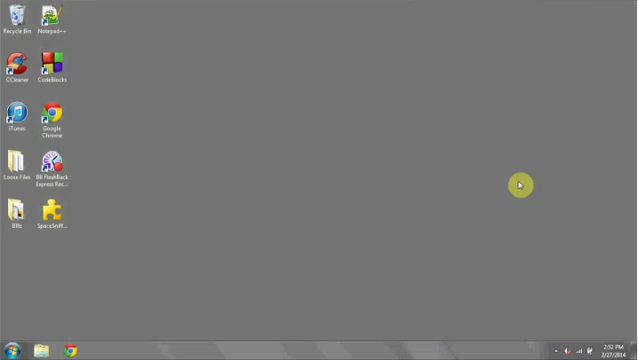 Recycle Bin
Notepad++
CCleaner
CodeBlocks
iTunes
Google
Chrome
Loose Files
BB FlashBack
Express Rec...
Bills
SpaceSniff...
2:52 PM
2/27/2014